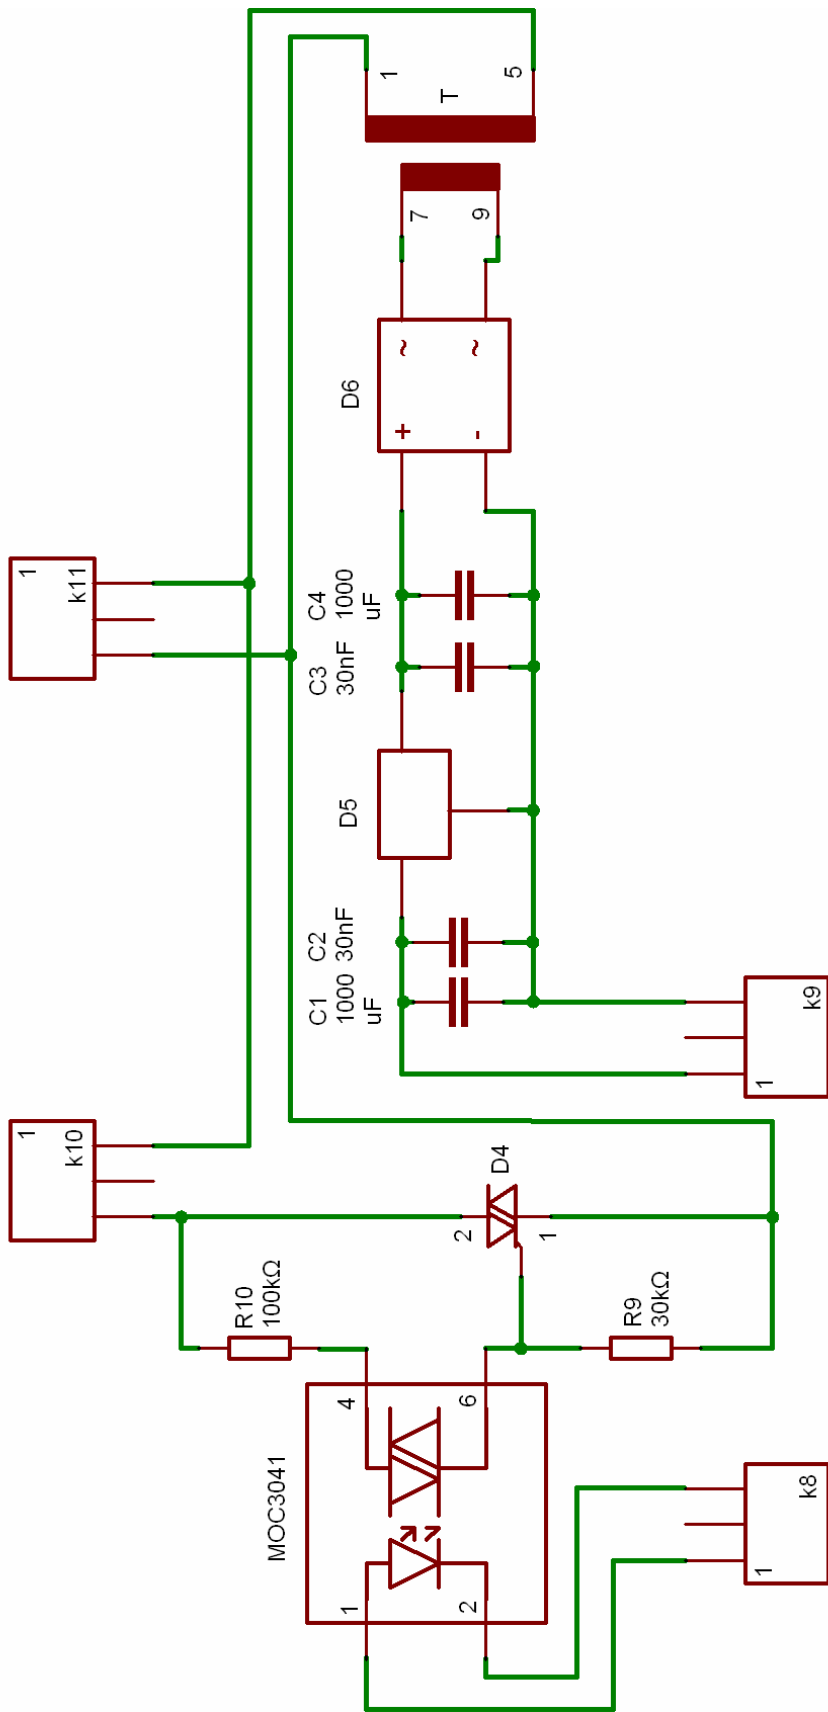 1
5
T
7
9
~
~
D6
+
-
1
k11
C4
1000
uF
C3
30nF
D5
C2
30nF
C1
1000
uF
k9
1
1
k10
D4
2
1
R10
100kΩ
R9
30kΩ
4
6
MOC3041
1
2
k8
1